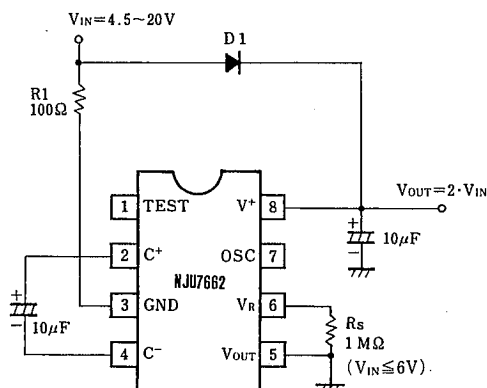 VIN=4.5~20V
D1
R1
100Ω
VOUT=2·VIN
1 TEST
V+ 8
+
10μF
−
2 C+
OSC 7
NJU7662
+
10μF
−
3 GND
VR 6
RS
1MΩ
(VIN≦6V)
4 C−
VOUT 5